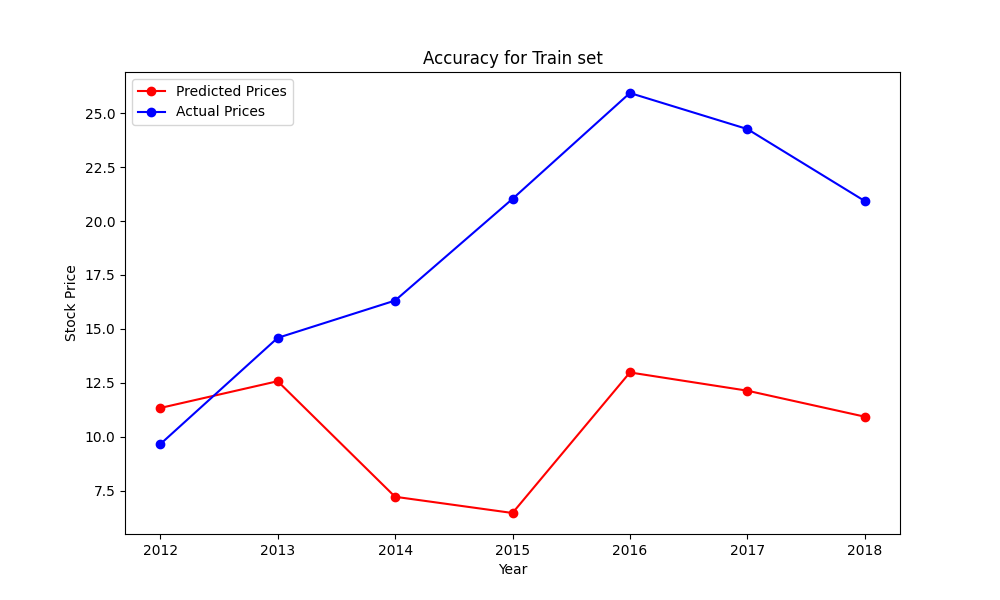 Accuracy for Train set
Predicted Prices
Actual Prices
Stock Price
25.0
22.5
20.0
17.5
15.0
12.5
10.0
7.5
2012 2013 2014 2015 2016 2017 2018
Year